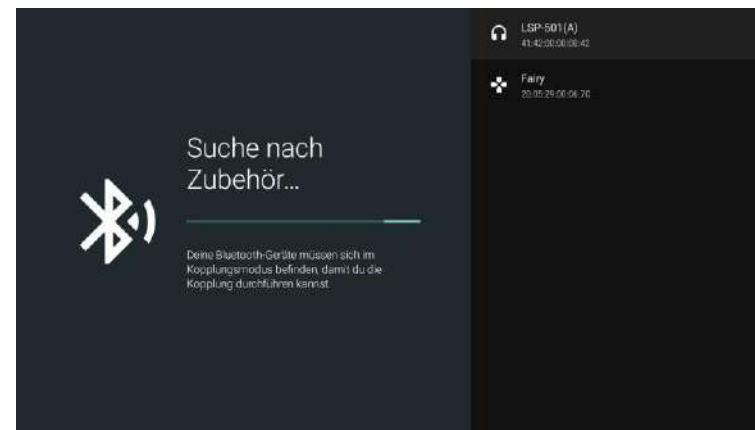 Suche nach
Zubehör...
Deine Bluetooth-Geräte müssen sich im
Kopplungsmodus befinden, damit du die
Kopplung durchführen kannst.
LSP-501(A)
41:42:00:00:06:42
Fairy
20:05:29:00:06:70